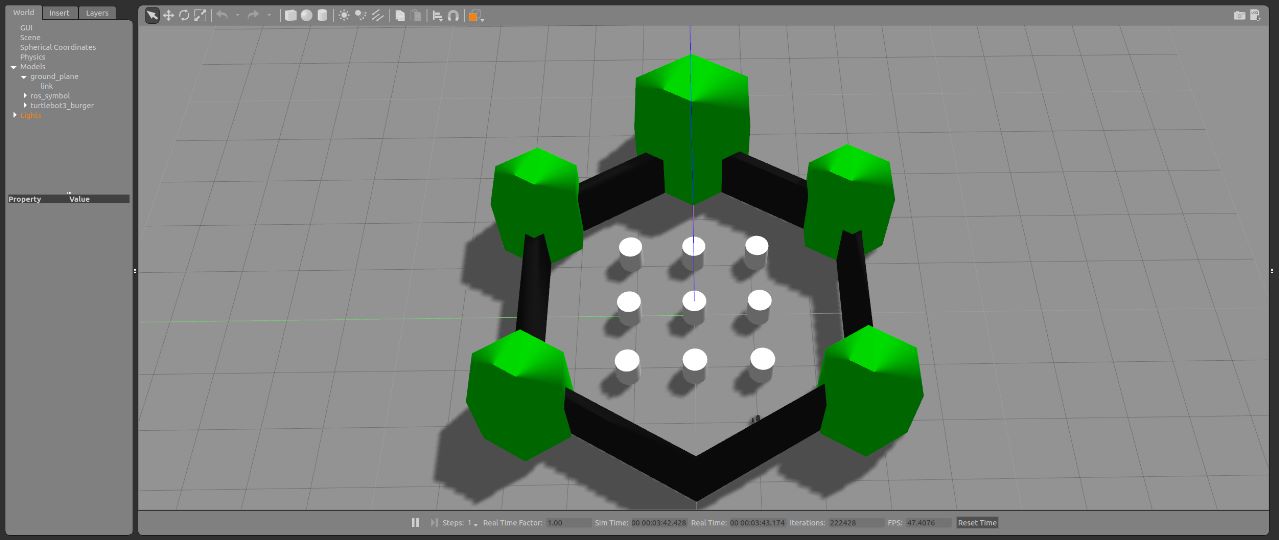 World Insert Layers
GUI
Scene
Spherical Coordinates
Physics
Models
ground_plane
link
ros_symbol
turtlebot3_burger
Lights
Property Value
Steps: 1 Real Time Factor: 1.00 Sim Time: 00 00:03:42.428 Real Time: 00 00:03:43.174 Iterations: 222428 FPS: 47.4076 Reset Time